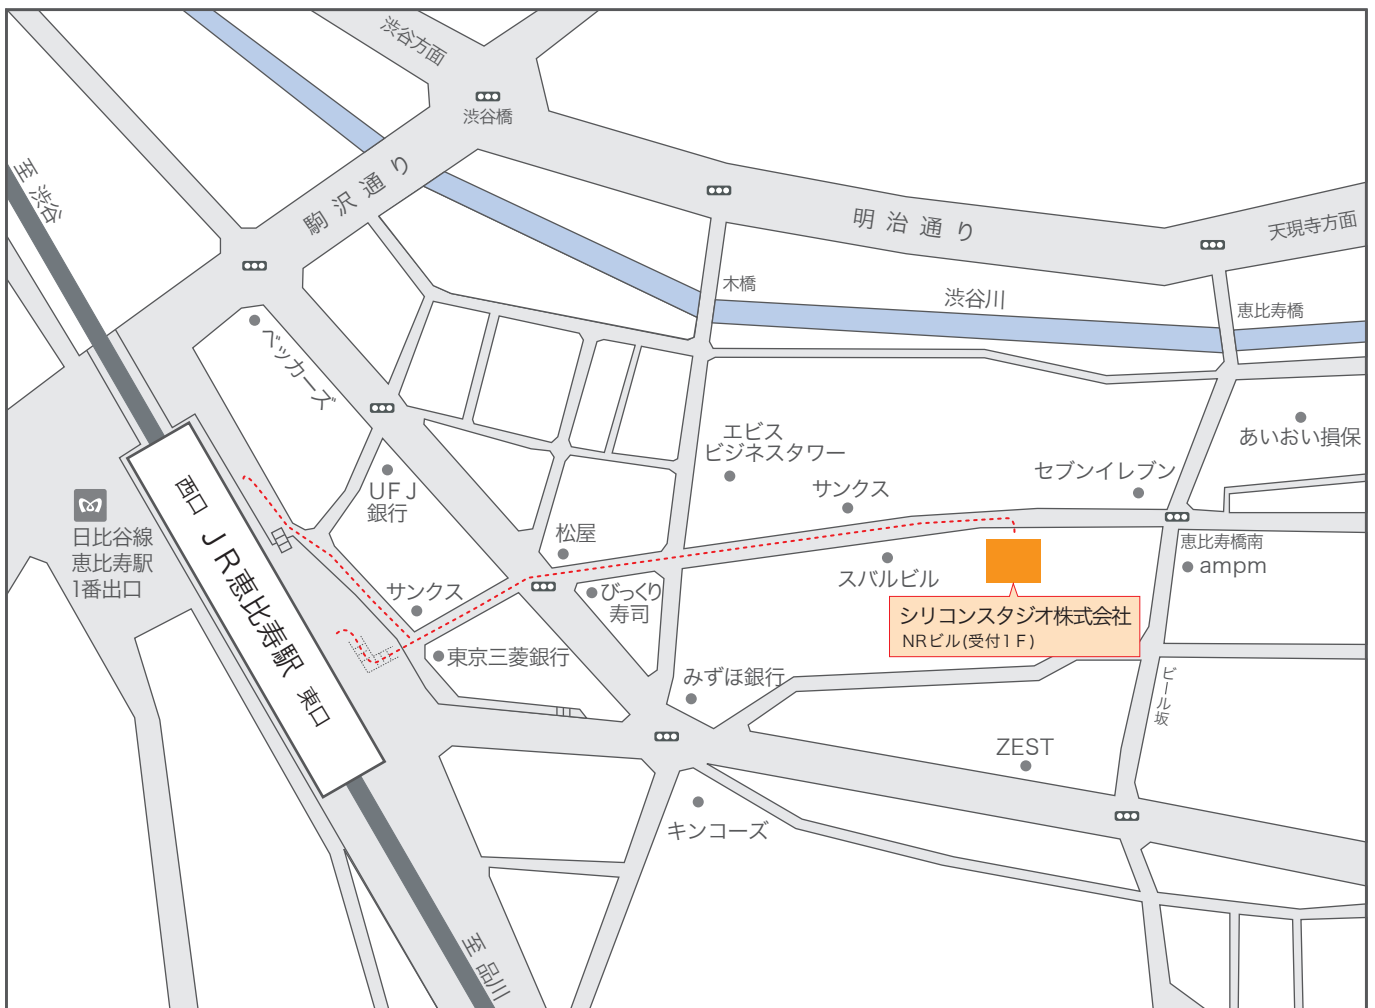 渋谷方面
渋谷橋
至 渋谷
駒沢通り
明治通り
天現寺方面
木橋
渋谷川
恵比寿橋
ベッカーズ
エビス
ビジネスタワー
あいおい損保
セブンイレブン
サンクス
UFJ
銀行
西口 JR恵比寿駅 東口
日比谷線
恵比寿駅
1番出口
松屋
恵比寿橋南
ampm
スバルビル
サンクス
びっくり
寿司
シリコンスタジオ株式会社
NRビル(受付1F)
東京三菱銀行
みずほ銀行
ビール坂
ZEST
キンコーズ
至 品川